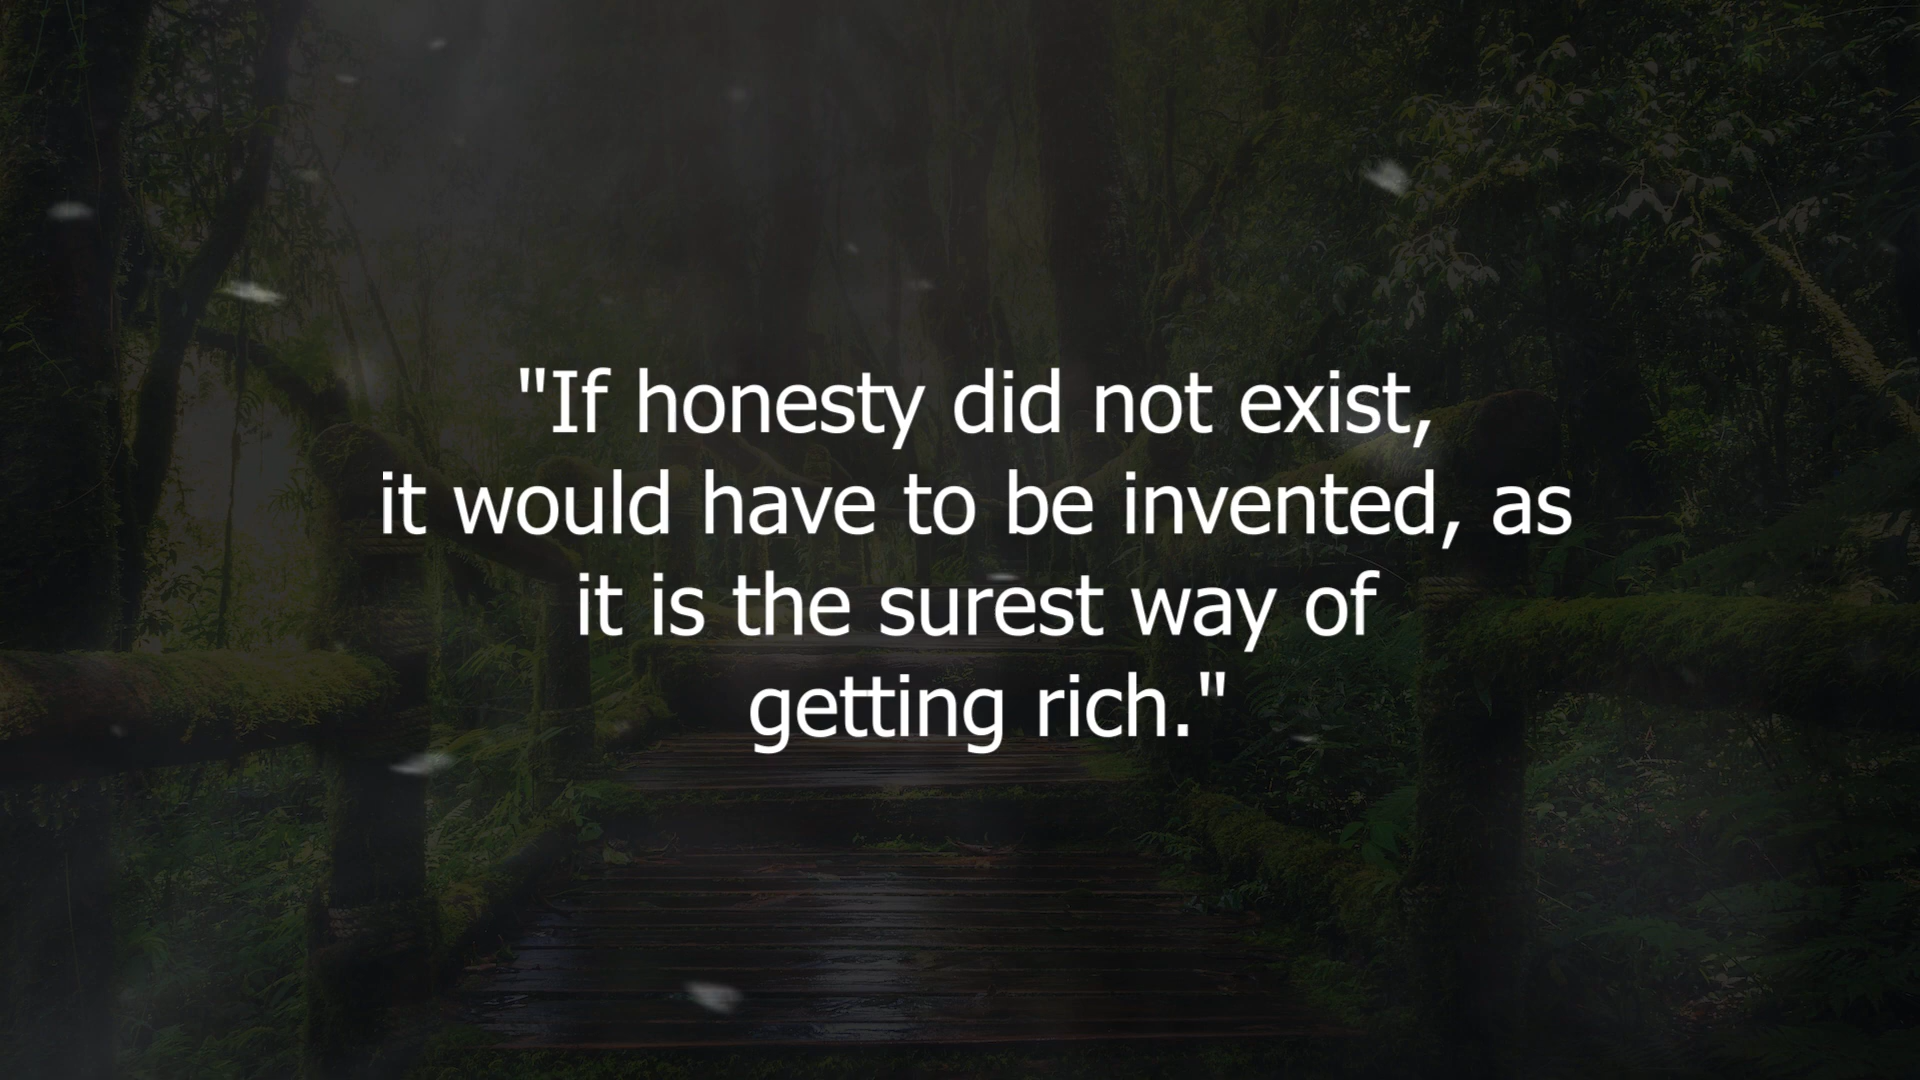 "If honesty did not exist,
it would have to be invented, as
it is the surest way of
getting rich."